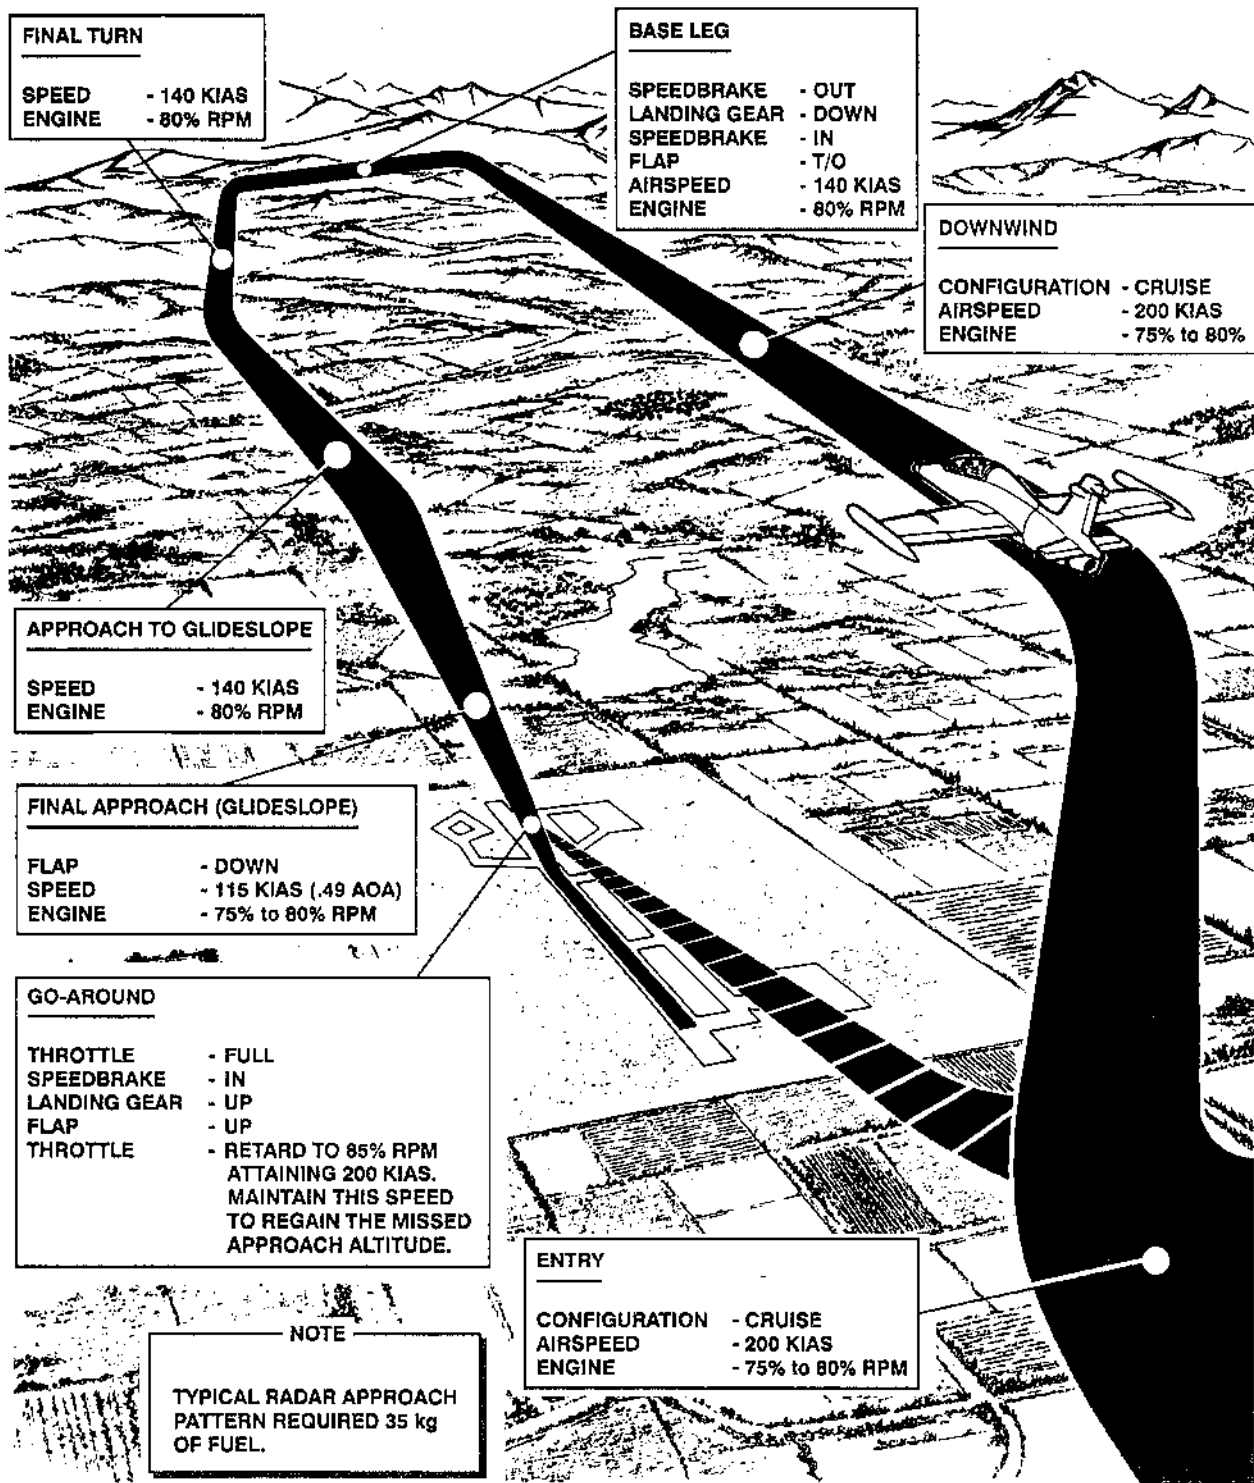 FINAL TURN
SPEED - 140 KIAS
ENGINE - 80% RPM
BASE LEG
SPEEDBRAKE - OUT
LANDING GEAR - DOWN
SPEEDBRAKE - IN
FLAP - T/O
AIRSPEED - 140 KIAS
ENGINE - 80% RPM
DOWNWIND
CONFIGURATION - CRUISE
AIRSPEED - 200 KIAS
ENGINE - 75% to 80%
APPROACH TO GLIDESLOPE
SPEED - 140 KIAS
ENGINE - 80% RPM
FINAL APPROACH (GLIDESLOPE)
FLAP - DOWN
SPEED - 115 KIAS (.49 AOA)
ENGINE - 75% to 80% RPM
GO-AROUND
THROTTLE - FULL
SPEEDBRAKE - IN
LANDING GEAR - UP
FLAP - UP
THROTTLE - RETARD TO 85% RPM
ATTAINING 200 KIAS.
MAINTAIN THIS SPEED
TO REGAIN THE MISSED
APPROACH ALTITUDE.
ENTRY
CONFIGURATION - CRUISE
AIRSPEED - 200 KIAS
ENGINE - 75% to 80% RPM
NOTE
TYPICAL RADAR APPROACH
PATTERN REQUIRED 35 kg
OF FUEL.